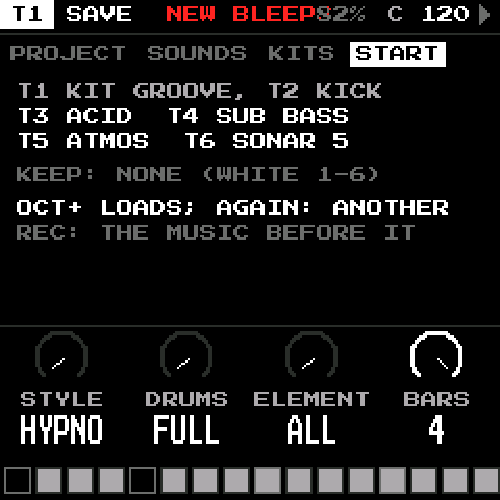 T1 SAVE NEW BLEEP82% C 120
PROJECT SOUNDS KITS START
T1 KIT GROOVE, T2 KICK
T3 ACID T4 SUB BASS
T5 ATMOS T6 SONAR 5
KEEP: NONE (WHITE 1-6)
OCT+ LOADS; AGAIN: ANOTHER
REC: THE MUSIC BEFORE IT
STYLE DRUMS ELEMENT BARS
HYPNO FULL ALL 4